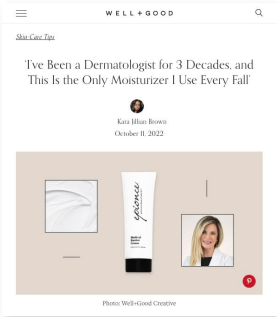 WELL+GOOD
Skin-Care Tips
'I've Been a Dermatologist for 3 Decades, and
This Is the Only Moisturizer I Use Every Fall'
Kara Jillian Brown
October 11, 2022
epionce
Photo: Well+Good Creative